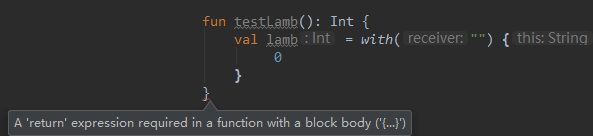 fun testLamb(): Int {
val lamb : Int = with( receiver: "") { this: String
0
}
}
A 'return' expression required in a function with a block body ('{...}')